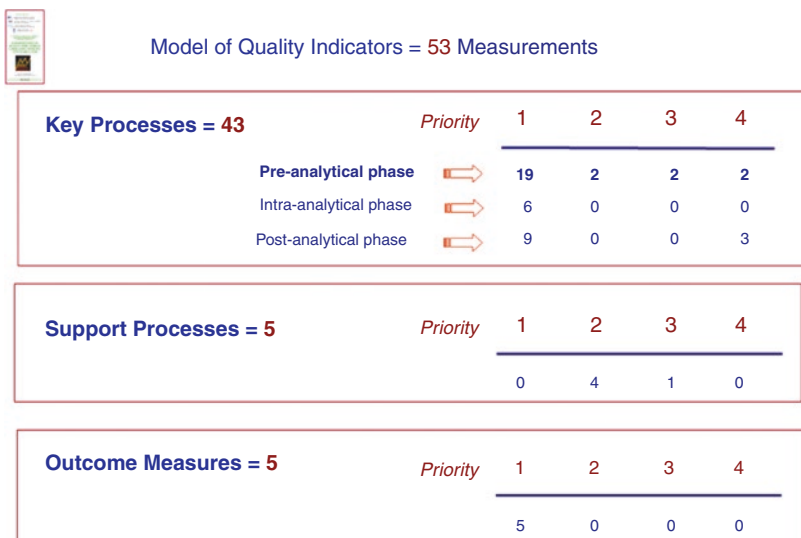 Model of Quality Indicators = 53 Measurements
Key Processes = 43 Priority 1 2 3 4
Pre-analytical phase 19 2 2 2
Intra-analytical phase 6 0 0 0
Post-analytical phase 9 0 0 3
Support Processes = 5 Priority 1 2 3 4
0 4 1 0
Outcome Measures = 5 Priority 1 2 3 4
5 0 0 0